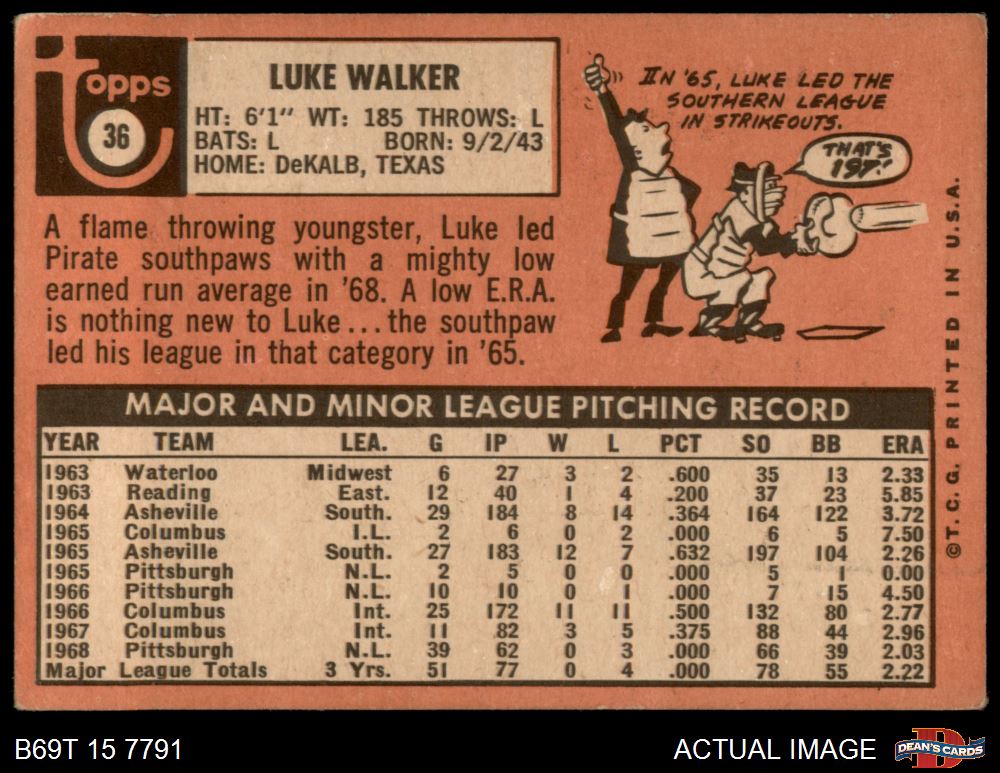 topps
36
LUKE WALKER
HT: 6'1" WT: 185 THROWS: L
BATS: L BORN: 9/2/43
HOME: DeKALB, TEXAS
A flame throwing youngster, Luke led
Pirate southpaws with a mighty low
earned run average in '68. A low E.R.A.
is nothing new to Luke...the southpaw
led his league in that category in '65.
IN '65, LUKE LED THE
SOUTHERN LEAGUE
IN STRIKEOUTS.
THAT'S
197!
MAJOR AND MINOR LEAGUE PITCHING RECORD
YEAR TEAM LEA. G IP W L PCT SO BB ERA
1963 Waterloo Midwest 6 27 3 2 .600 35 13 2.33
1963 Reading East. 12 40 1 4 .200 37 23 5.85
1964 Asheville South. 29 184 8 14 .364 164 122 3.72
1965 Columbus I.L. 2 6 0 2 .000 6 5 7.50
1965 Asheville South. 27 183 12 7 .632 197 104 2.26
1965 Pittsburgh N.L. 2 5 0 0 .000 5 1 0.00
1966 Pittsburgh N.L. 10 10 0 1 .000 7 15 4.50
1966 Columbus Int. 25 172 11 11 .500 132 80 2.77
1967 Columbus Int. 11 82 3 5 .375 88 44 2.96
1968 Pittsburgh N.L. 39 62 0 3 .000 66 39 2.03
Major League Totals 3 Yrs. 51 77 0 4 .000 78 55 2.22
©T. C. G. PRINTED IN U.S.A.
B69T 15 7791
ACTUAL IMAGE
D
DEAN'S CARDS